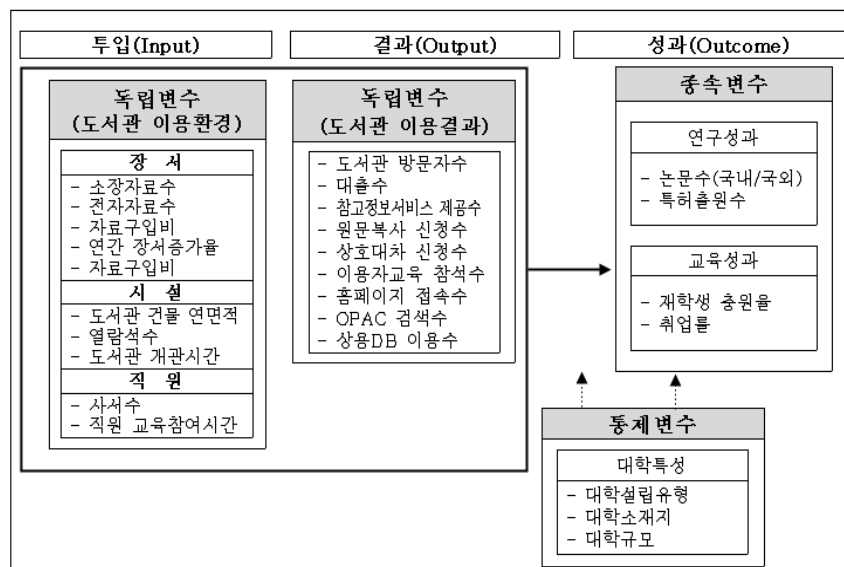 투입(Input)
결과(Output)
성과(Outcome)
독립변수
(도서관 이용환경)
장 서
- 소장자료수
- 전자자료수
- 자료구입비
- 연간 장서증가율
- 자료구입비
시 설
- 도서관 건물 연면적
- 열람석수
- 도서관 개관시간
직 원
- 사서수
- 직원 교육참여시간
독립변수
(도서관 이용결과)
- 도서관 방문자수
- 대출수
- 참고정보서비스 제공수
- 원문복사 신청수
- 상호대차 신청수
- 이용자교육 참석수
- 홈페이지 접속수
- OPAC 검색수
- 상용DB 이용수
종속변수
연구성과
- 논문수(국내/국외)
- 특허출원수
교육성과
- 재학생 충원율
- 취업률
통제변수
대학특성
- 대학설립유형
- 대학소재지
- 대학규모